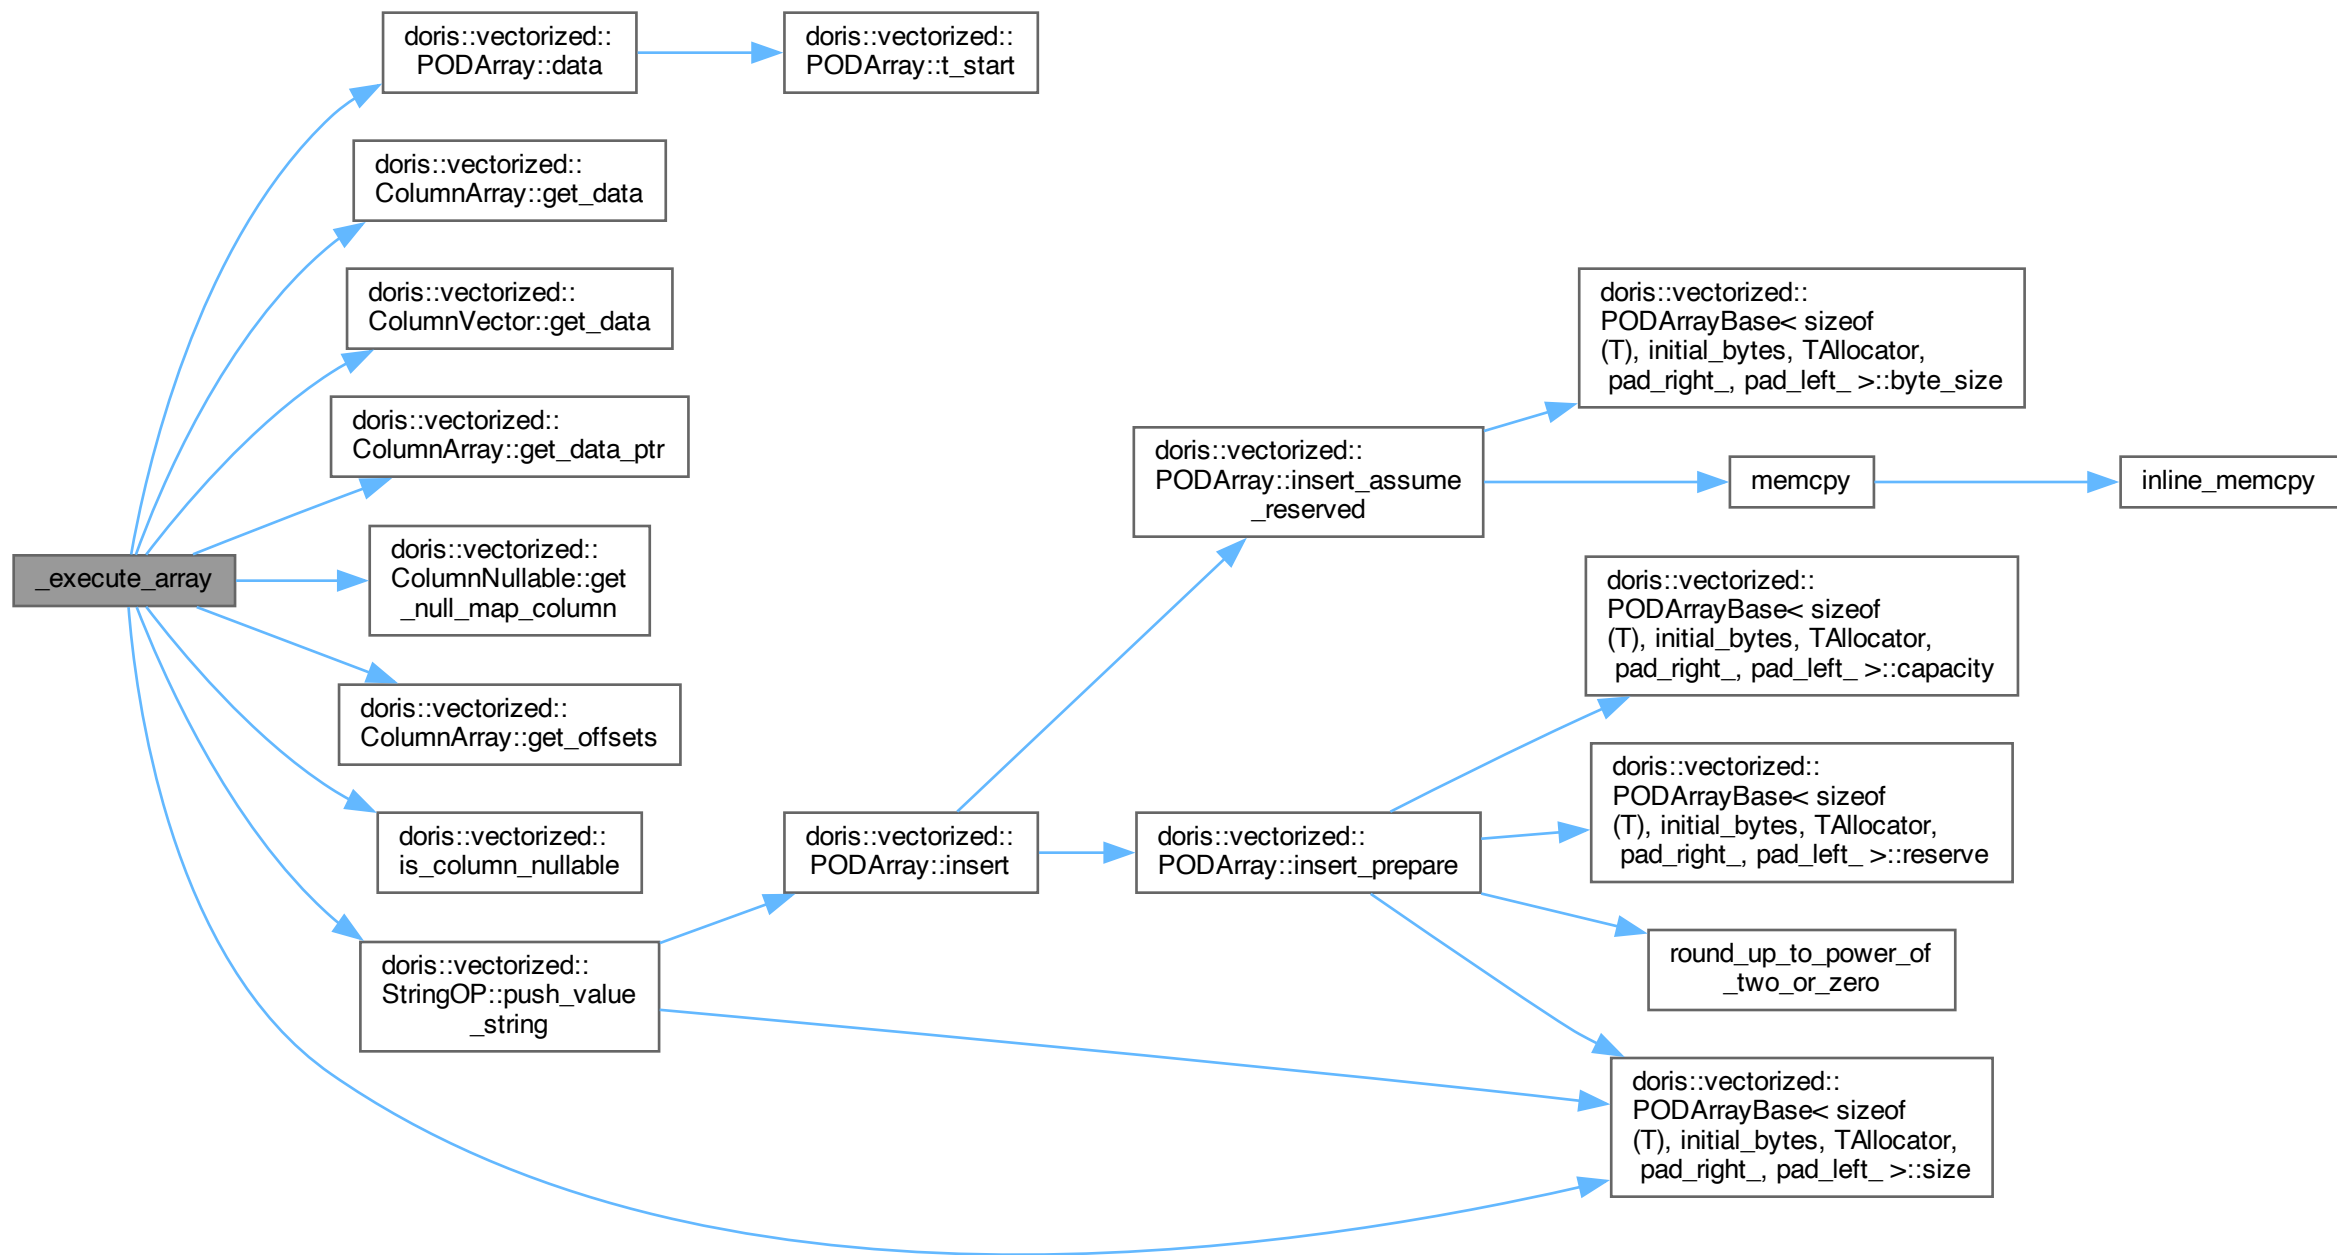 doris::vectorized::
PODArray::data
doris::vectorized::
PODArray::t_start
doris::vectorized::
ColumnArray::get_data
doris::vectorized::
ColumnVector::get_data
doris::vectorized::
PODArrayBase< sizeof
(T), initial_bytes, TAllocator,
pad_right_, pad_left_ >::byte_size
doris::vectorized::
ColumnArray::get_data_ptr
doris::vectorized::
PODArray::insert_assume
_reserved
memcpy
inline_memcpy
_execute_array
doris::vectorized::
ColumnNullable::get
_null_map_column
doris::vectorized::
PODArrayBase< sizeof
(T), initial_bytes, TAllocator,
pad_right_, pad_left_ >::capacity
doris::vectorized::
ColumnArray::get_offsets
doris::vectorized::
PODArrayBase< sizeof
(T), initial_bytes, TAllocator,
pad_right_, pad_left_ >::reserve
doris::vectorized::
is_column_nullable
doris::vectorized::
PODArray::insert
doris::vectorized::
PODArray::insert_prepare
round_up_to_power_of
_two_or_zero
doris::vectorized::
StringOP::push_value
_string
doris::vectorized::
PODArrayBase< sizeof
(T), initial_bytes, TAllocator,
pad_right_, pad_left_ >::size